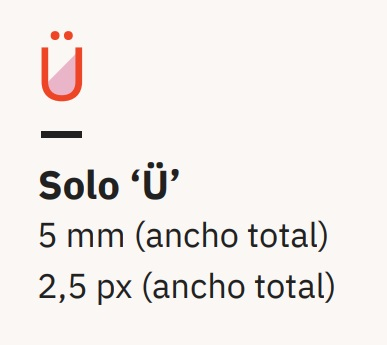 Ü
Solo ‘Ü’
5 mm (ancho total)
2,5 px (ancho total)